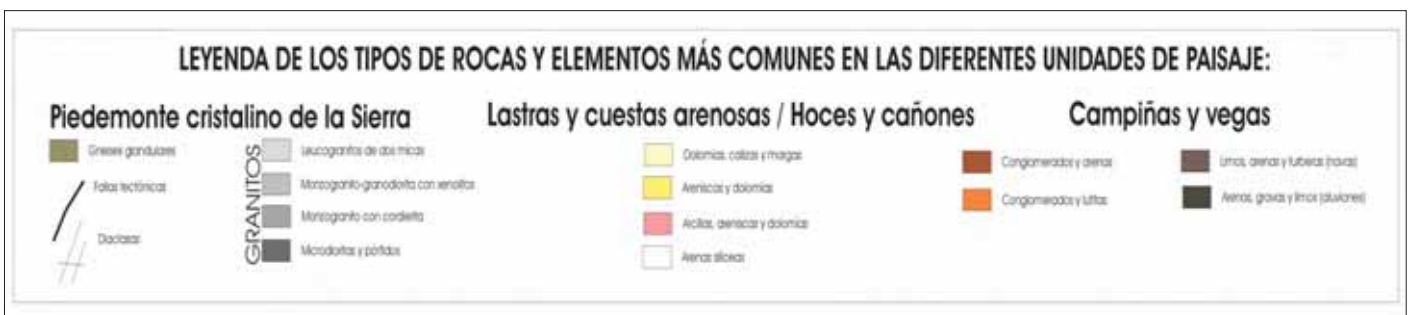 LEYENDA DE LOS TIPOS DE ROCAS Y ELEMENTOS MÁS COMUNES EN LAS DIFERENTES UNIDADES DE PAISAJE:
Piedemonte cristalino de la Sierra
Gneises glandulares
Fallas tectónicas
Diaclasas
GRANITOS
Leucogranitos de dos micas
Monzogranito-granodiorita con xenolitos
Monzogranito con cordierita
Microdioritas y pórfidos
Lastras y cuestas arenosas / Hoces y cañones
Dolomías, calizas y margas
Areniscas y dolomías
Arcillas, areniscas y dolomías
Arenas silíceas
Campiñas y vegas
Conglomerados y arenas
Conglomerados y lutitas
Limos, arenas y turberas (navas)
Arenas, gravas y limos (aluviones)